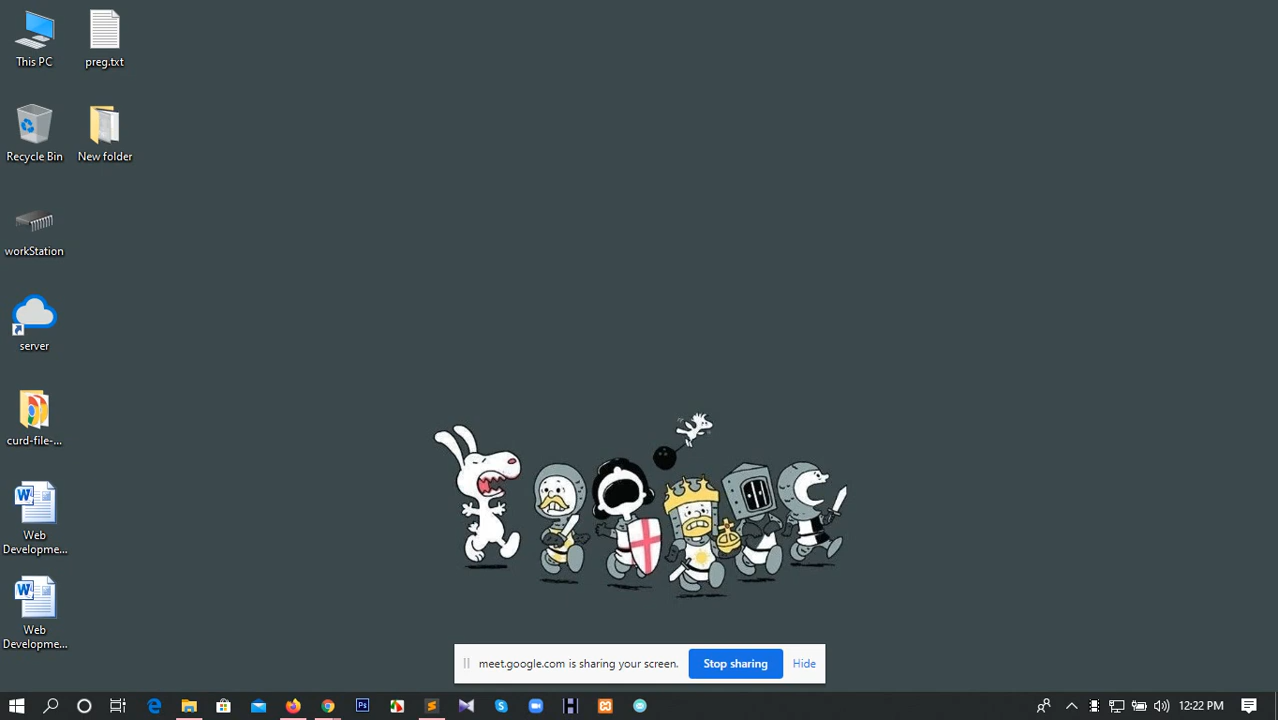 This PC
preg.txt
Recycle Bin
New folder
workStation
server
curd-file-...
Web
Developme...
Web
Developme...
meet.google.com is sharing your screen.
Stop sharing
Hide
Ps
12:22 PM